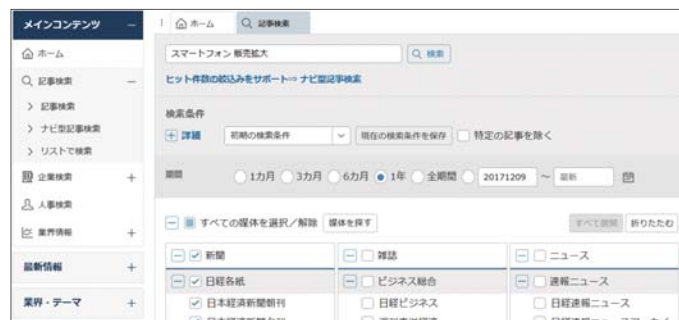 メインコンテンツ
ホーム
記事検索
記事検索
ナビ型記事検索
リストで検索
企業検索
人事検索
業界情報
最新情報
業界・テーマ
ホーム 記事検索
スマートフォン 販売拡大 検索
ヒット件数の絞込みをサポート⇒ ナビ型記事検索
検索条件
詳細 初期の検索条件 現在の検索条件を保存 特定の記事を除く
期間 1カ月 3カ月 6カ月 1年 全期間 20171209 ～ 最新
すべての媒体を選択／解除 媒体を探す すべて展開 折りたたむ
新聞 雑誌 ニュース
日経各紙 ビジネス総合 速報ニュース
日本経済新聞朝刊 日経ビジネス 日経速報ニュース